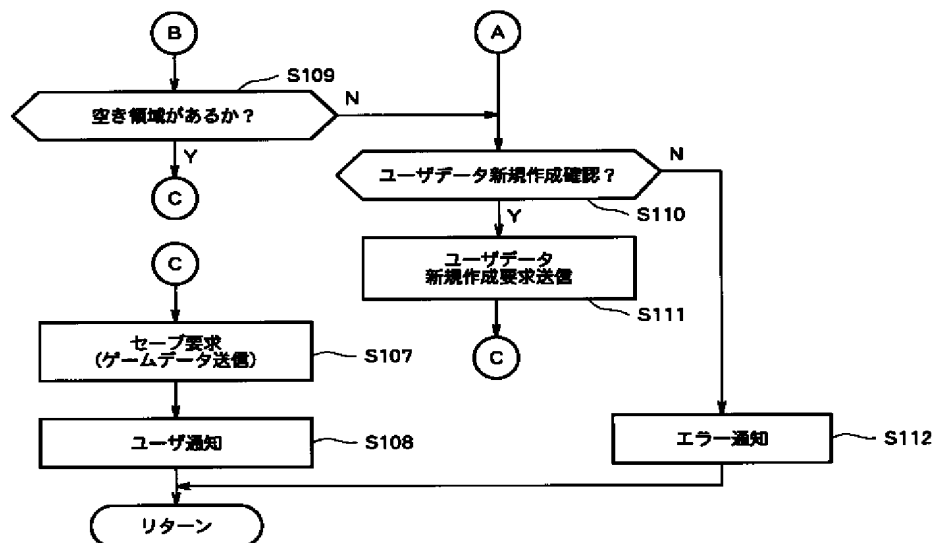 B
A
S109
空き領域があるか？
N
Y
C
ユーザデータ新規作成確認？
N
S110
Y
ユーザデータ
新規作成要求送信
S111
C
C
セーブ要求
(ゲームデータ送信)
S107
ユーザ通知
S108
エラー通知
S112
リターン